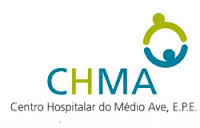 CHMA
Centro Hospitalar do Médio Ave, E.P.E.